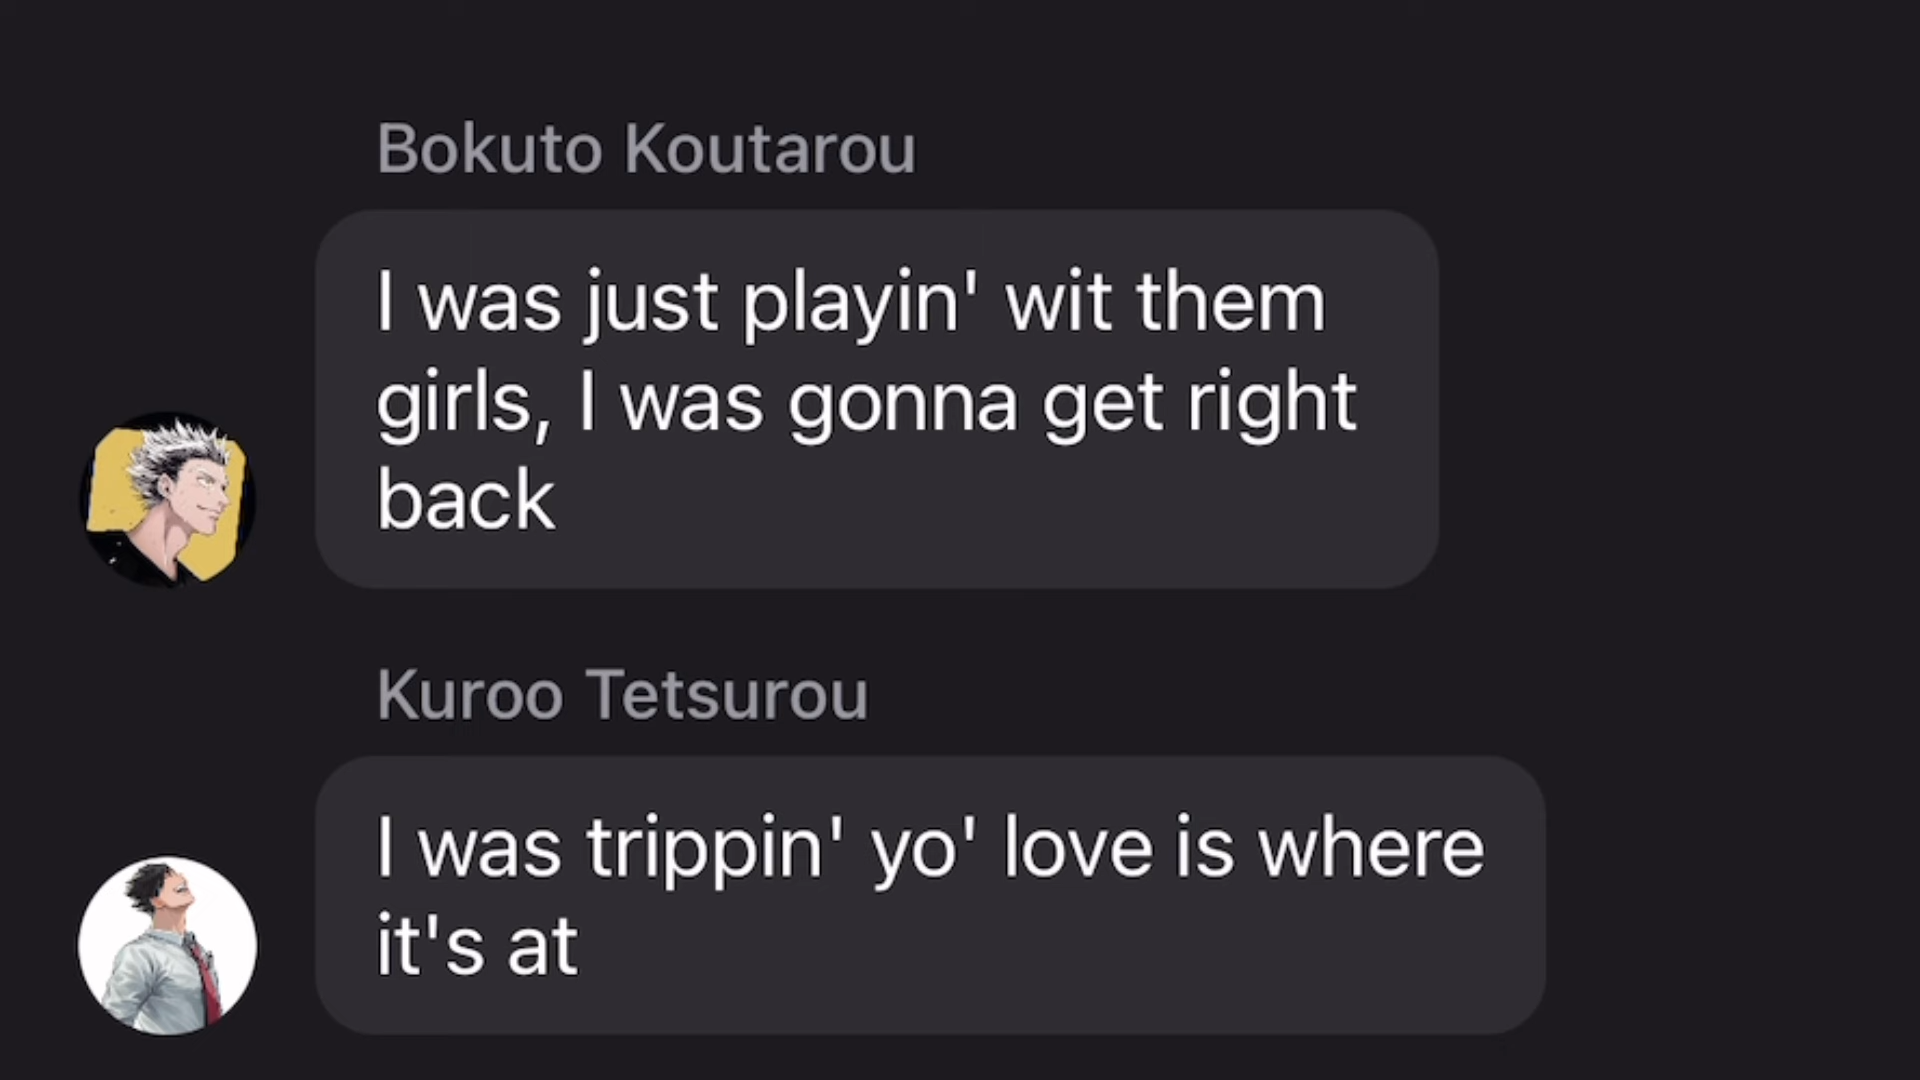 Bokuto Koutarou
I was just playin' wit them
girls, I was gonna get right
back
Kuroo Tetsurou
I was trippin' yo' love is where
it's at